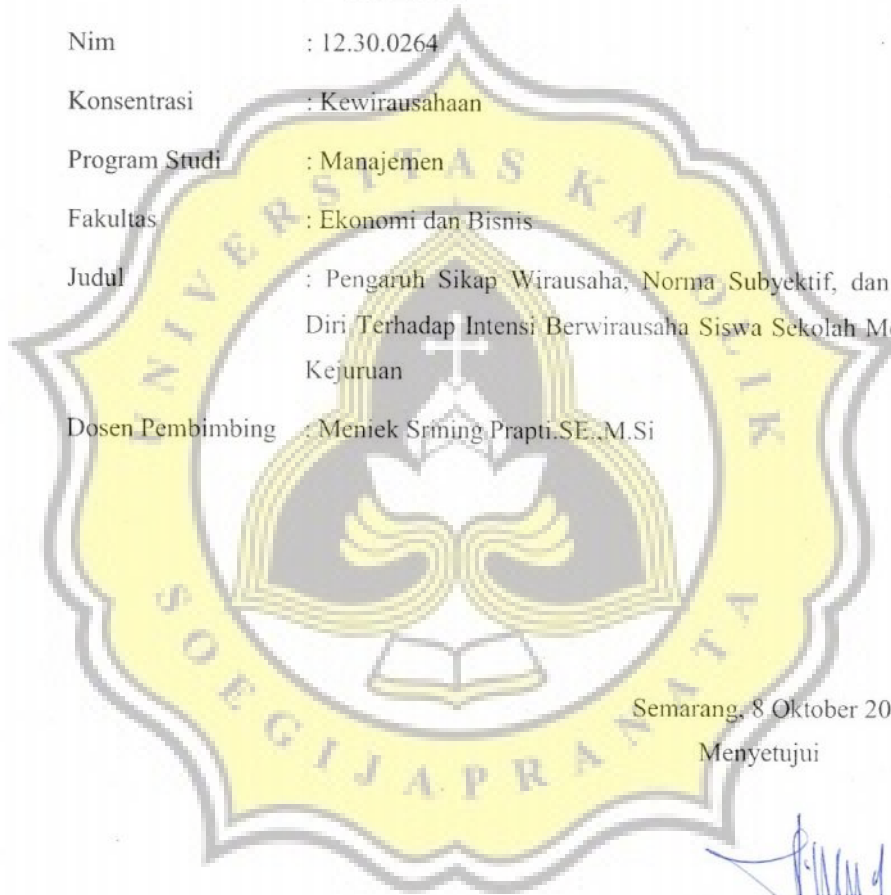 Nim : 12.30.0264
Konsentrasi : Kewirausahaan
Program Studi : Manajemen
Fakultas : Ekonomi dan Bisnis
Judul : Pengaruh Sikap Wirausaha, Norma Subyektif, dan
Diri Terhadap Intensi Berwirausaha Siswa Sekolah
Kejuruan
Dosen Pembimbing : Meniek Srining Prapti.SE.,M.Si
UNIVERSITAS KATOLIK
SOEGIJAPRANATA
Semarang, 8 Oktober 20
Menyetujui